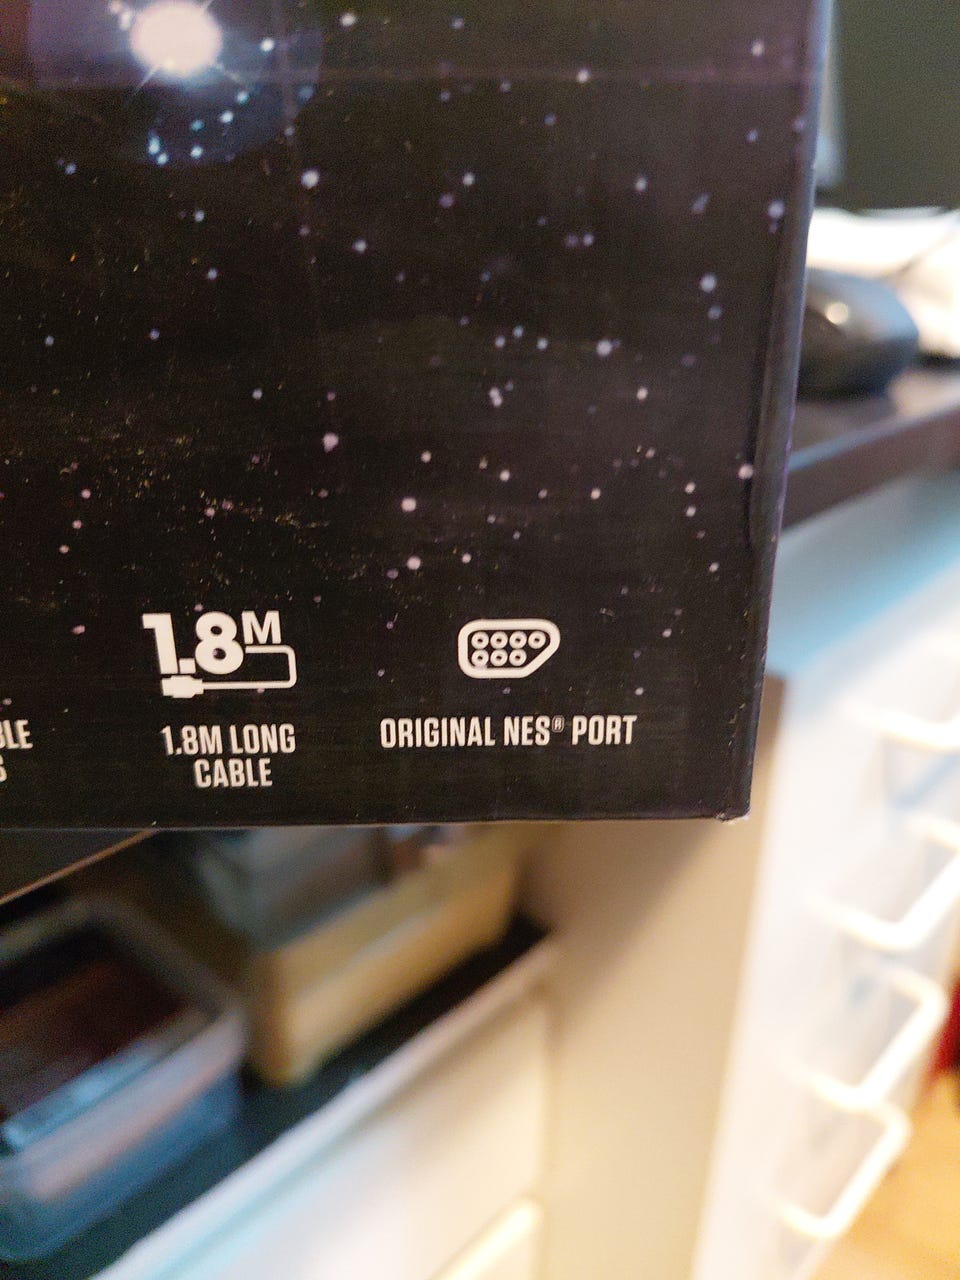 1.8M
1.8M LONG
CABLE
ORIGINAL NES® PORT